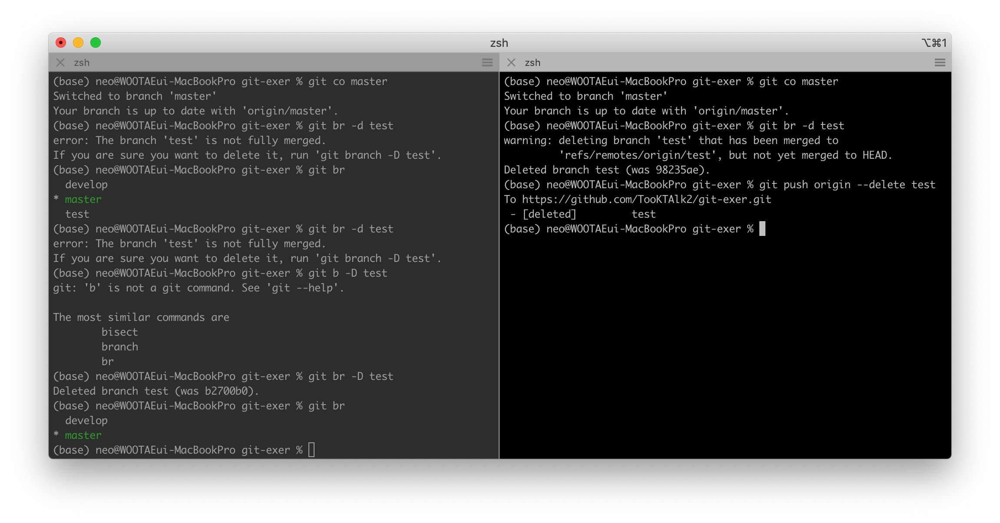 zsh
⌥⌘1
zsh
(base) neo@WOOTAEui-MacBookPro git-exer % git co master
Switched to branch 'master'
Your branch is up to date with 'origin/master'.
(base) neo@WOOTAEui-MacBookPro git-exer % git br -d test
error: The branch 'test' is not fully merged.
If you are sure you want to delete it, run 'git branch -D test'.
(base) neo@WOOTAEui-MacBookPro git-exer % git br
  develop
* master
  test
(base) neo@WOOTAEui-MacBookPro git-exer % git br -d test
error: The branch 'test' is not fully merged.
If you are sure you want to delete it, run 'git branch -D test'.
(base) neo@WOOTAEui-MacBookPro git-exer % git b -D test
git: 'b' is not a git command. See 'git --help'.

The most similar commands are
        bisect
        branch
        br
(base) neo@WOOTAEui-MacBookPro git-exer % git br -D test
Deleted branch test (was b2700b0).
(base) neo@WOOTAEui-MacBookPro git-exer % git br
  develop
* master
(base) neo@WOOTAEui-MacBookPro git-exer %
zsh
(base) neo@WOOTAEui-MacBookPro git-exer % git co master
Switched to branch 'master'
Your branch is up to date with 'origin/master'.
(base) neo@WOOTAEui-MacBookPro git-exer % git br -d test
warning: deleting branch 'test' that has been merged to
         'refs/remotes/origin/test', but not yet merged to HEAD.
Deleted branch test (was 98235ae).
(base) neo@WOOTAEui-MacBookPro git-exer % git push origin --delete test
To https://github.com/TooKTAlk2/git-exer.git
 - [deleted]         test
(base) neo@WOOTAEui-MacBookPro git-exer %